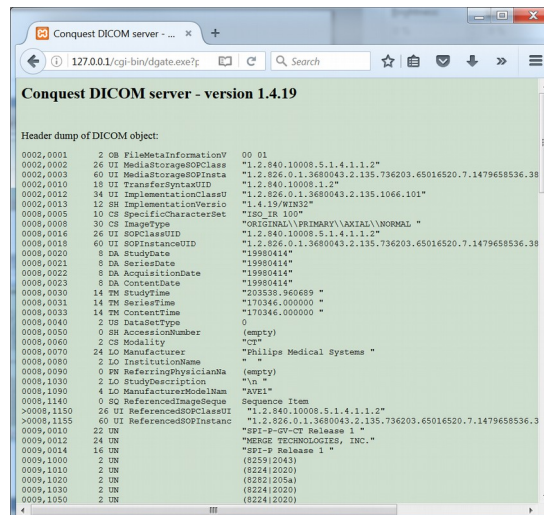 Conquest DICOM server - ...
127.0.0.1/cgi-bin/dgate.exe?p
Search
Conquest DICOM server - version 1.4.19
Header dump of DICOM object:
0002,0001 2 OB FileMetaInformationV 00 01
0002,0002 26 UI MediaStorageSOPClass "1.2.840.10008.5.1.4.1.1.2"
0002,0003 60 UI MediaStorageSOPInsta "1.2.826.0.1.3680043.2.135.736203.65016520.7.1479658536.38
0002,0010 18 UI TransferSyntaxUID "1.2.840.10008.1.2"
0002,0012 34 UI ImplementationClassU "1.2.826.0.1.3680043.2.135.1066.101"
0002,0013 12 SH ImplementationVersio "1.4.19/WIN32"
0008,0005 10 CS SpecificCharacterSet "ISO_IR 100"
0008,0008 30 CS ImageType "ORIGINAL\\PRIMARY\\AXIAL\\NORMAL "
0008,0016 26 UI SOPClassUID "1.2.840.10008.5.1.4.1.1.2"
0008,0018 60 UI SOPInstanceUID "1.2.826.0.1.3680043.2.135.736203.65016520.7.1479658536.38
0008,0020 8 DA StudyDate "19980414"
0008,0021 8 DA SeriesDate "19980414"
0008,0022 8 DA AcquisitionDate "19980414"
0008,0023 8 DA ContentDate "19980414"
0008,0030 14 TM StudyTime "203538.960689 "
0008,0031 14 TM SeriesTime "170346.000000 "
0008,0033 14 TM ContentTime "170346.000000 "
0008,0040 2 US DataSetType 0
0008,0050 0 SH AccessionNumber (empty)
0008,0060 2 CS Modality "CT"
0008,0070 24 LO Manufacturer "Philips Medical Systems "
0008,0080 2 LO InstitutionName "  "
0008,0090 0 PN ReferringPhysicianNa (empty)
0008,1030 2 LO StudyDescription "\n "
0008,1090 4 LO ManufacturerModelNam "AVE1"
0008,1140 0 SQ ReferencedImageSeque Sequence Item
>0008,1150 26 UI ReferencedSOPClassUI "1.2.840.10008.5.1.4.1.1.2"
>0008,1155 60 UI ReferencedSOPInstanc "1.2.826.0.1.3680043.2.135.736203.65016520.7.1479658536.3
0009,0010 22 UN "SPI-P-GV-CT Release 1 "
0009,0012 24 UN "MERGE TECHNOLOGIES, INC."
0009,0014 16 UN "SPI-P Release 1 "
0009,1000 2 UN (8259|2043)
0009,1010 2 UN (8224|2020)
0009,1020 2 UN (8282|205a)
0009,1030 2 UN (8224|2020)
0009,1050 2 UN (8224|2020)